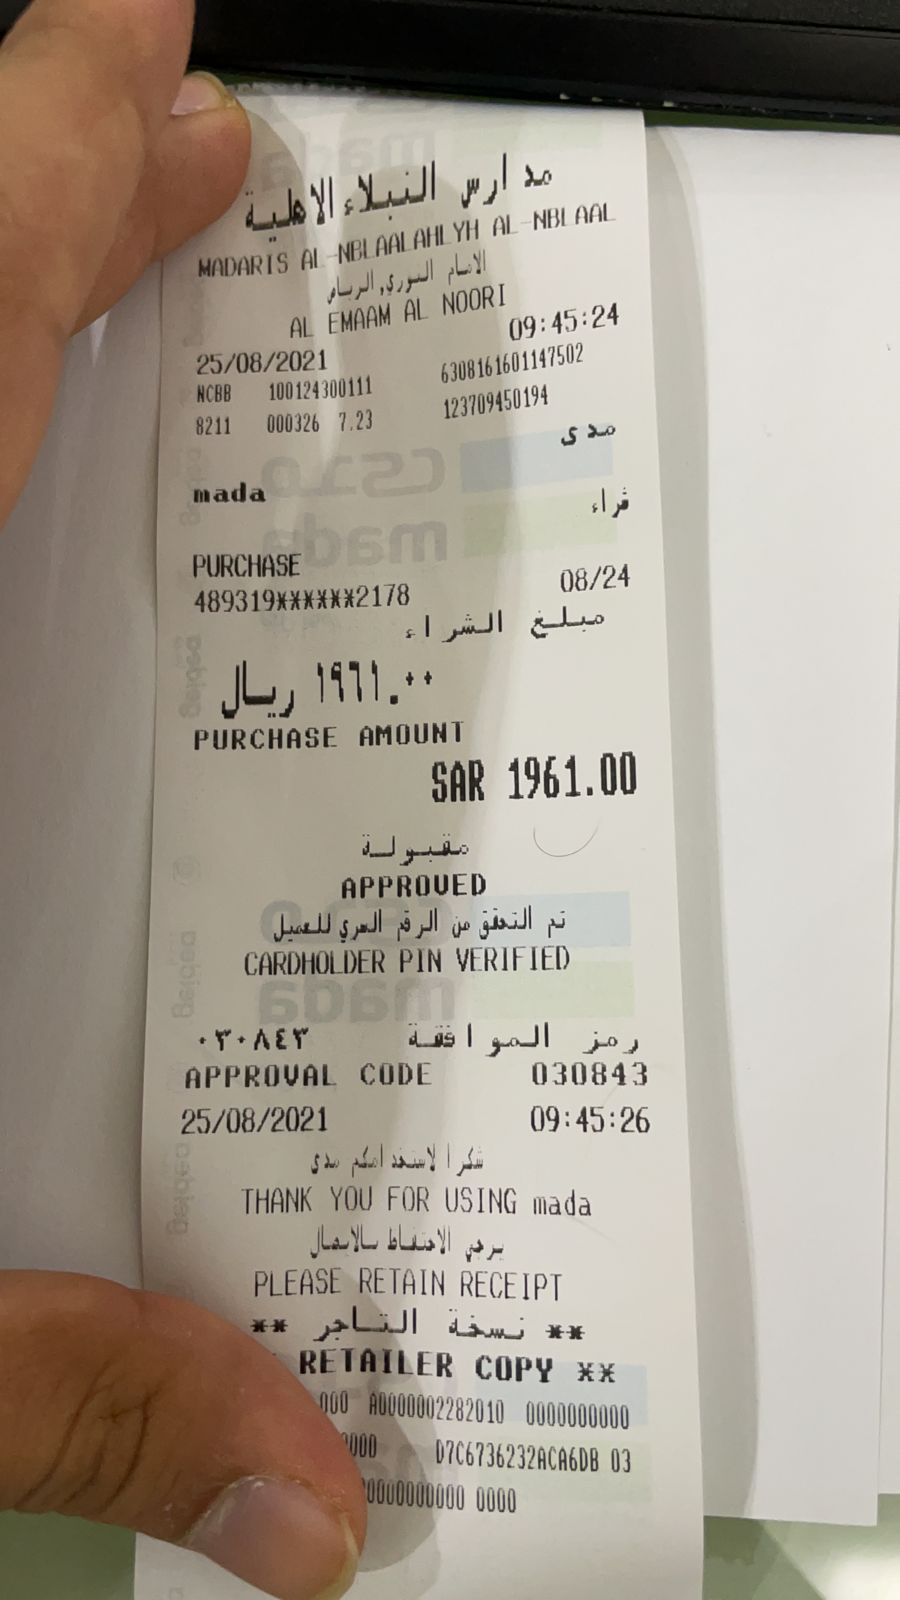 مدارس النبلاء الاهلية
MADARIS AL-NBLAALAHLYH AL-NBLAAL
الامام النوري, الرياض
AL EMAAM AL NOORI
25/08/2021 09:45:24
NCBB 100124300111 6308161601147502
8211 000326 7.23 123709450194
مدى
mada
شراء
PURCHASE
489319******2178 08/24
مبلغ الشراء
١٩٦١.٠٠ ريال
PURCHASE AMOUNT
SAR 1961.00
مقبولة
APPROVED
تم التحقق من الرقم السري للعميل
CARDHOLDER PIN VERIFIED
رمز الموافقة ٠٣٠٨٤٣
APPROVAL CODE 030843
25/08/2021 09:45:26
شكرا لاستخدامكم مدى
THANK YOU FOR USING mada
يرجى الاحتفاظ بالايصال
PLEASE RETAIN RECEIPT
** نسخة التاجر **
RETAILER COPY **
000 A0000002282010 0000000000
0000 D7C6736232ACA6DB 03
0000000000 0000